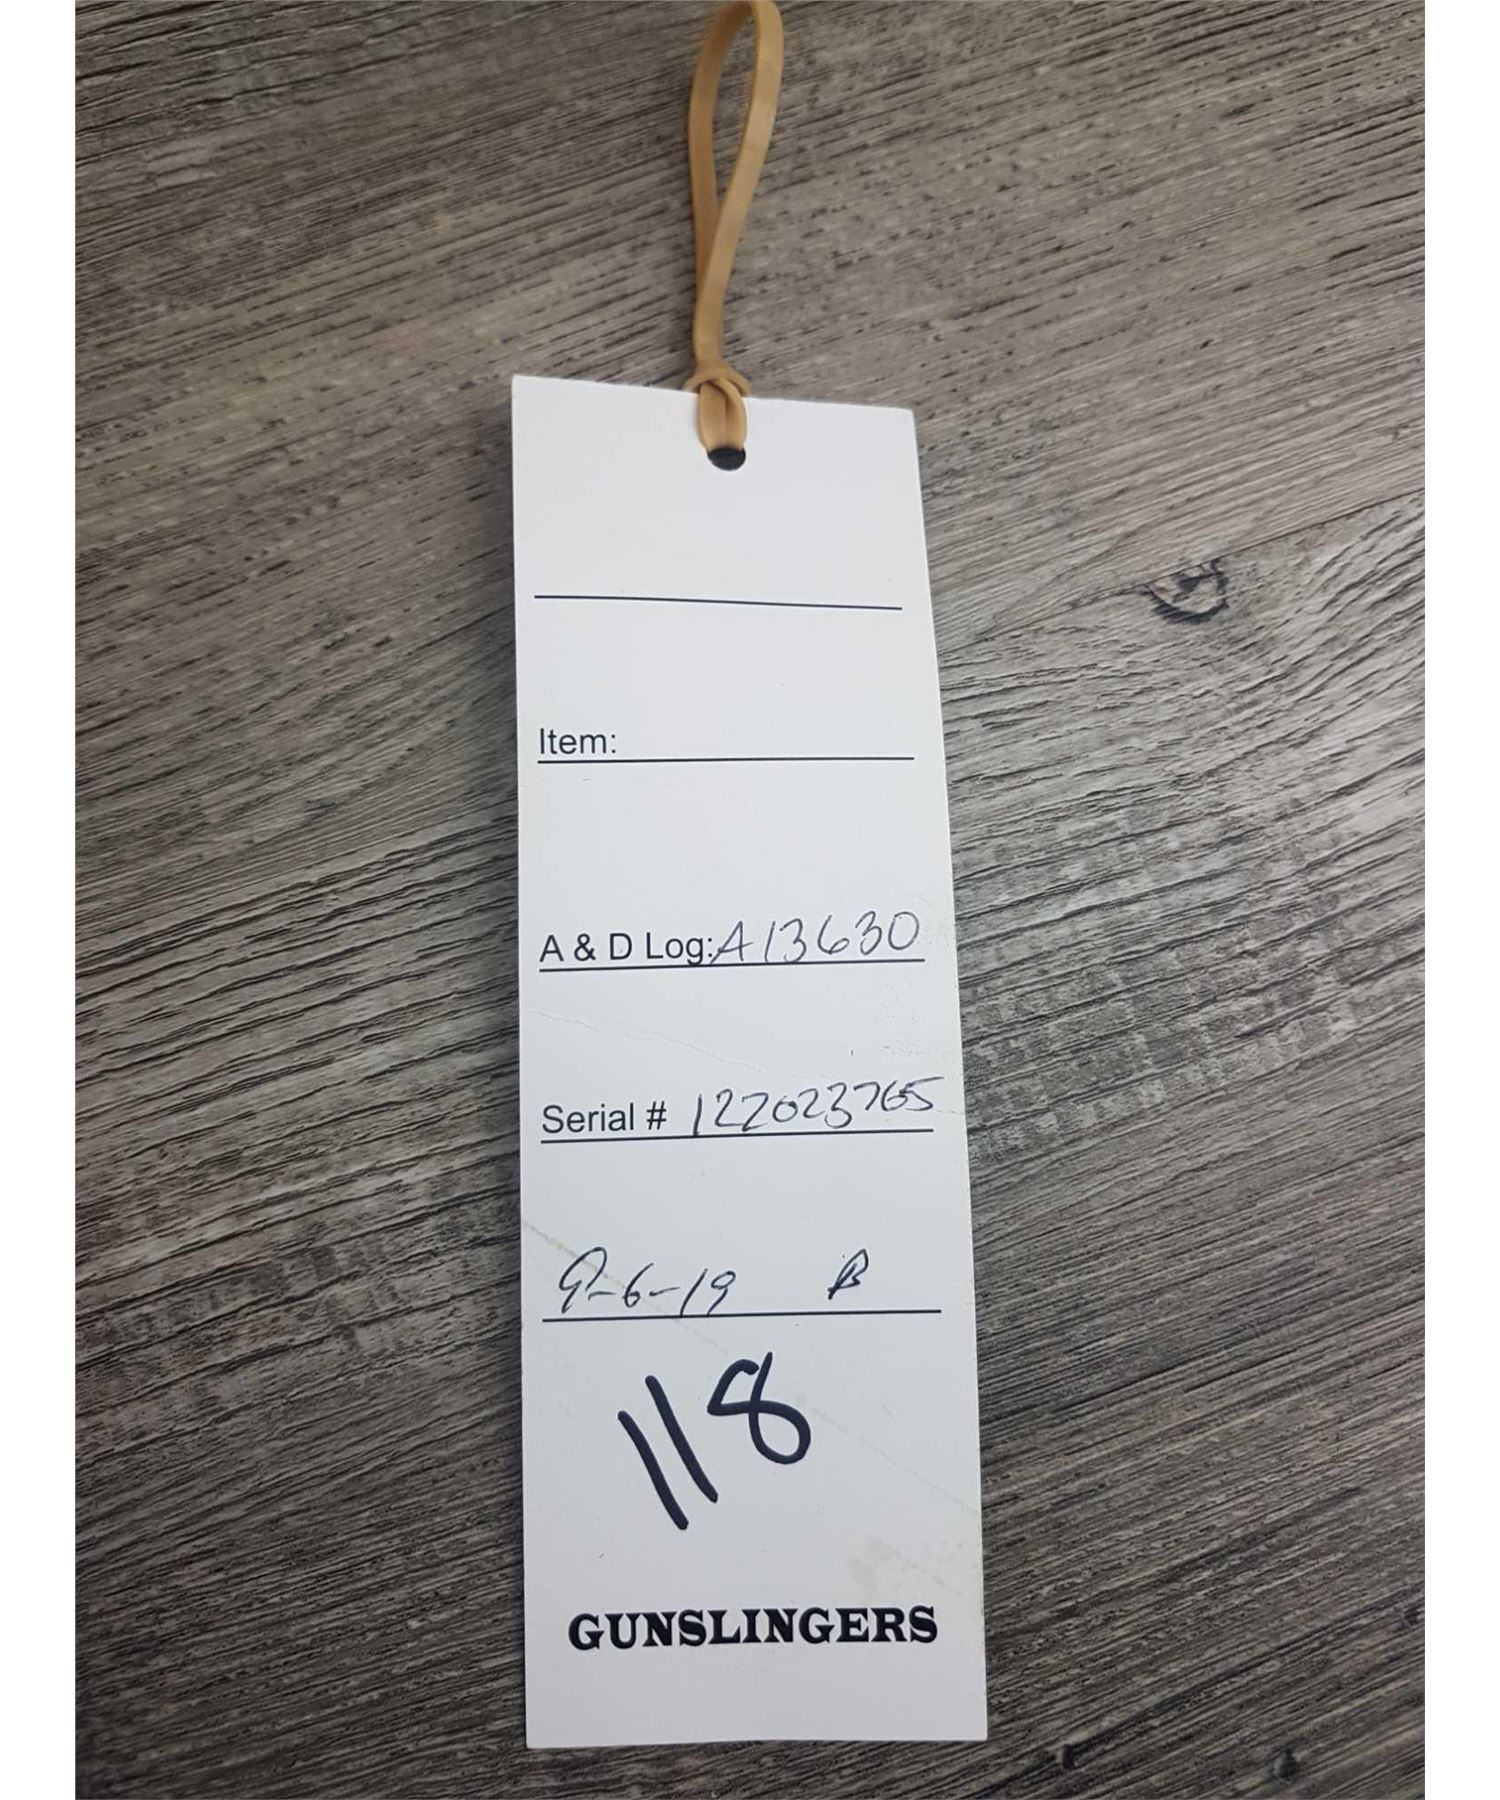 Item:
A & D Log: A13630
Serial # 122023765
9-6-19 B
118
GUNSLINGERS